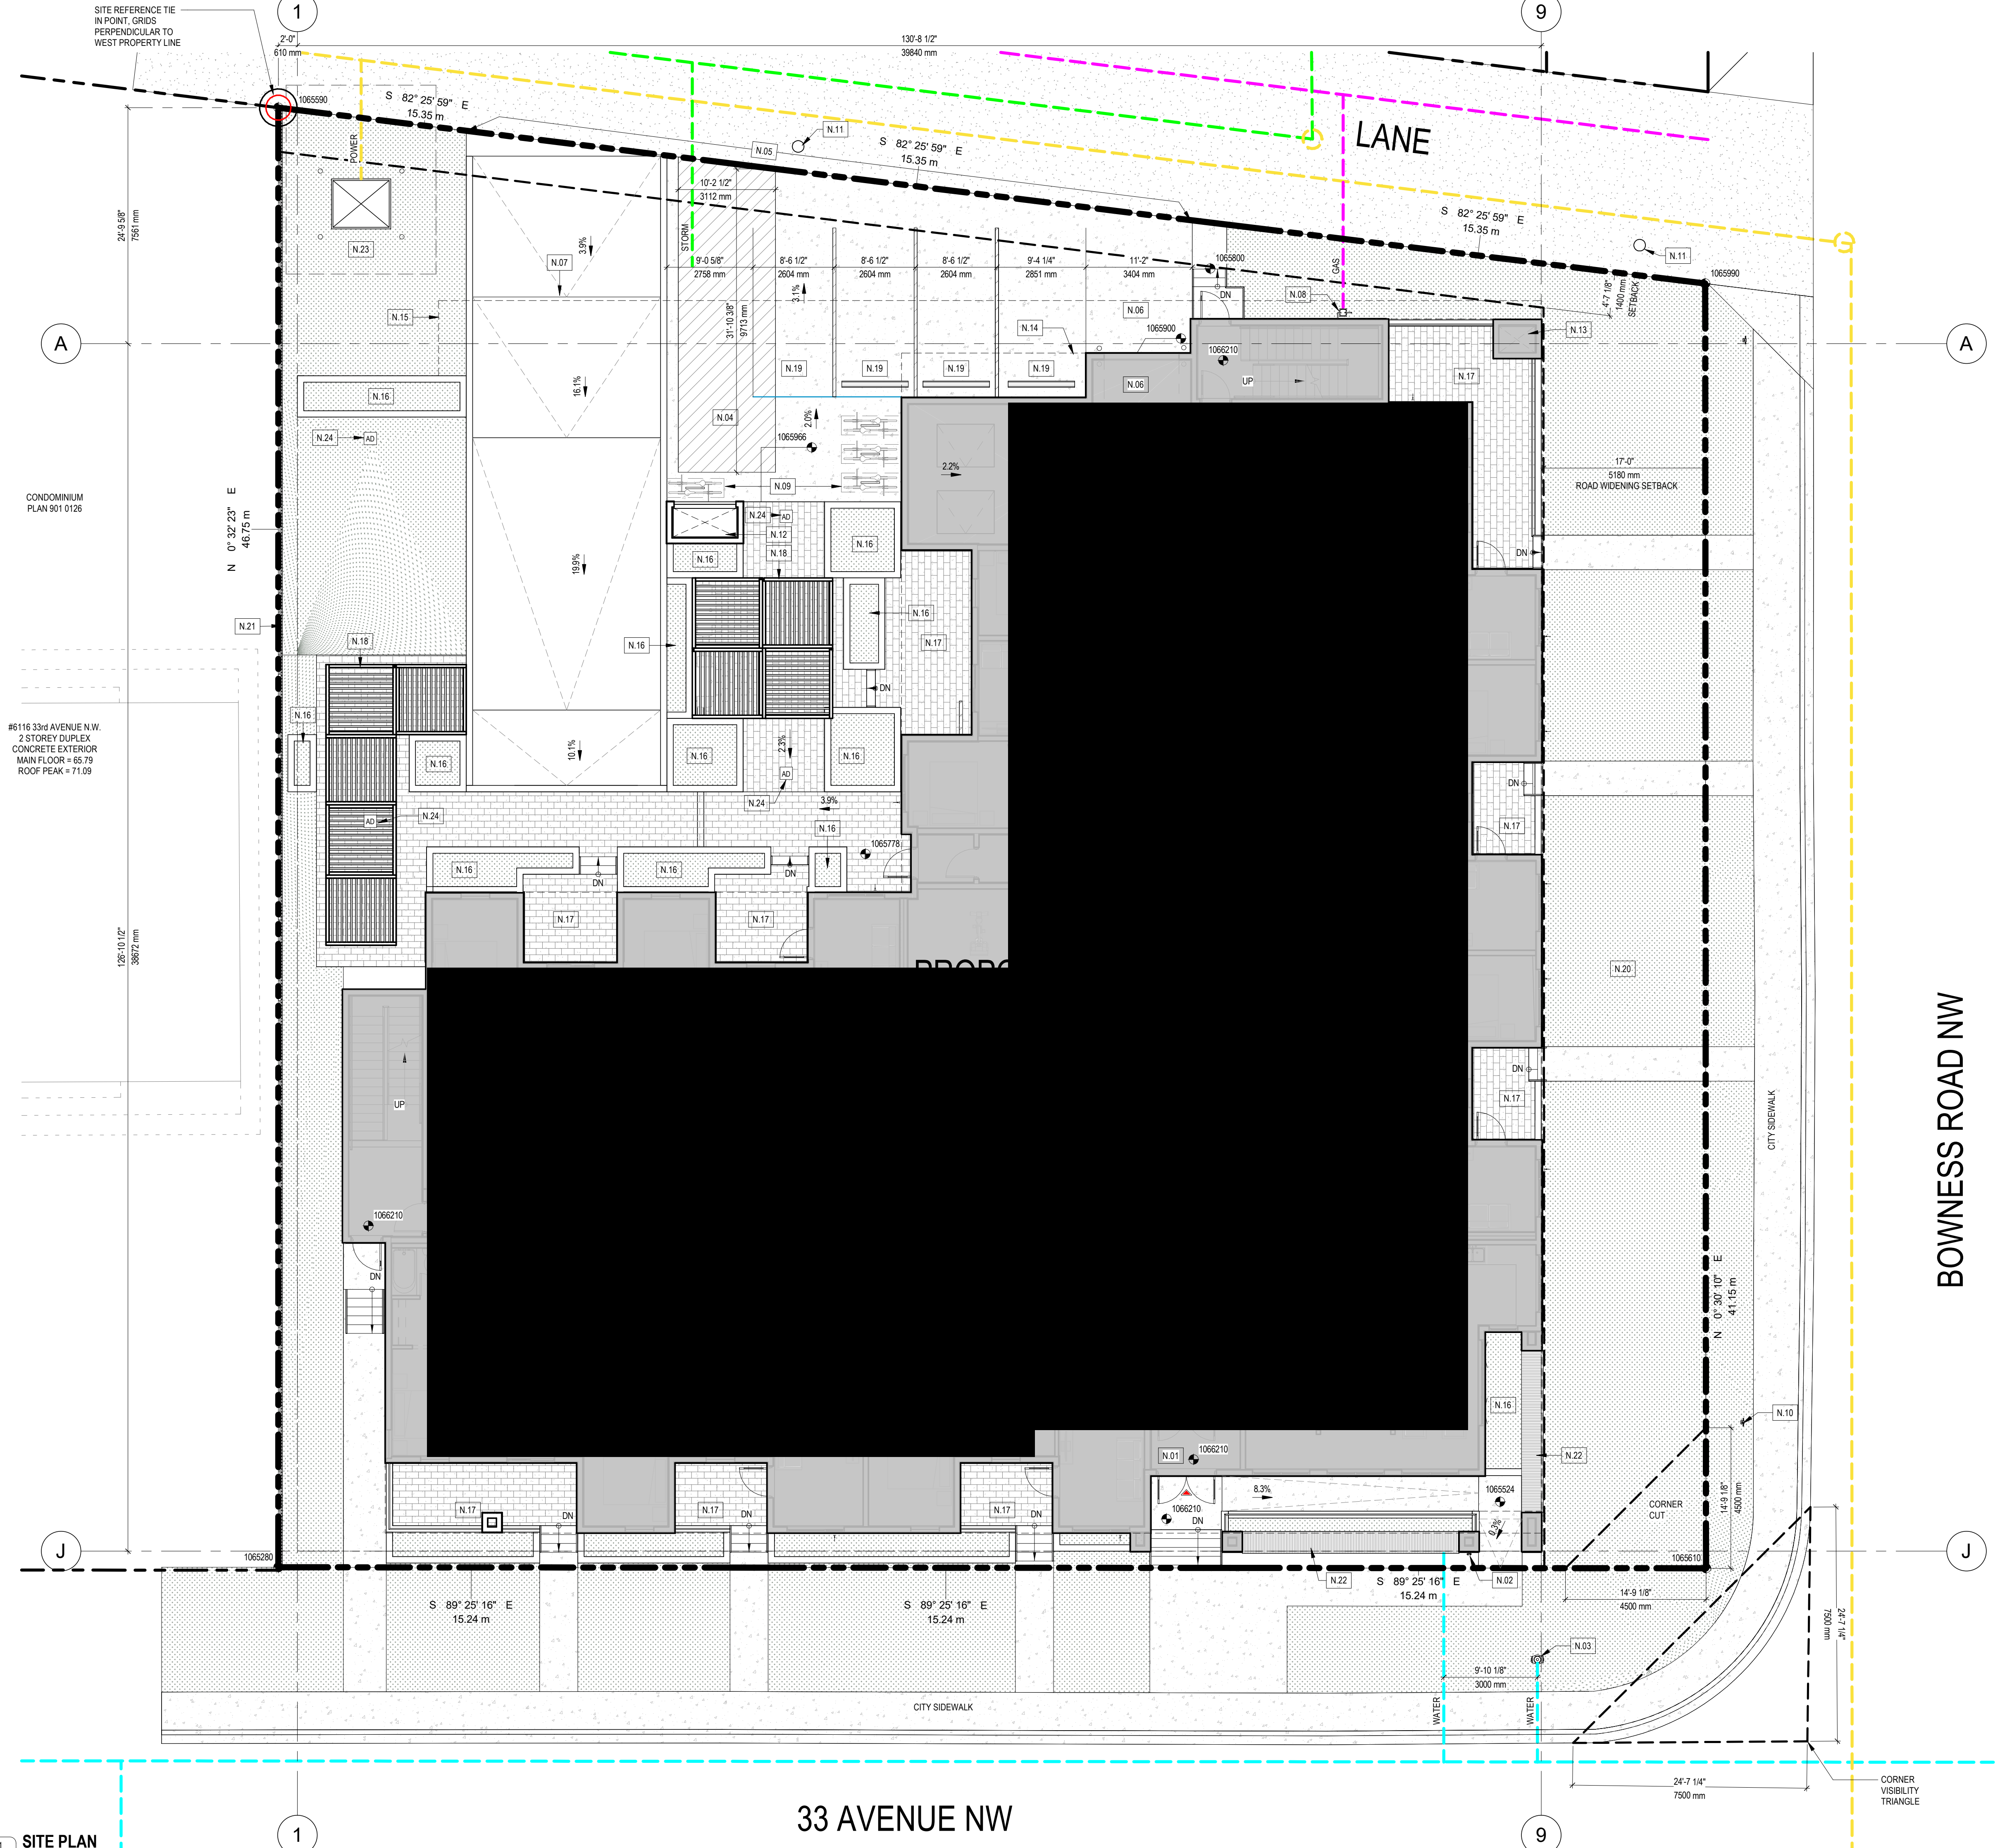 SITE REFERENCE TIE
IN POINT, GRIDS
PERPENDICULAR TO
WEST PROPERTY LINE
1
9
2'-0"
610 mm
130'-8 1/2"
39840 mm
1065590
S 82° 25' 59" E
15.35 m
POWER
N.05
N.11
S 82° 25' 59" E
15.35 m
LANE
S 82° 25' 59" E
15.35 m
N.11
1065990
24'-9 5/8"
7561 mm
N.23
N.07
3.9%
STORM
10'-2 1/2"
3112 mm
9'-0 5/8"
2758 mm
8'-6 1/2"
2604 mm
8'-6 1/2"
2604 mm
8'-6 1/2"
2604 mm
9'-4 1/4"
2851 mm
11'-2"
3404 mm
3.1%
31'-10 3/8"
9713 mm
1065800
DN
GAS
N.08
4'-7 1/8"
1400 mm
SETBACK
N.15
N.06
N.14
1065900
1066210
N.13
A
A
N.19
N.19
N.19
N.19
N.06
UP
N.17
16.1%
N.16
N.04
2.0%
1065966
N.24
AD
2.2%
17'-0"
5180 mm
ROAD WIDENING SETBACK
CONDOMINIUM
PLAN 901 0126
N 0° 32' 23" E
46.75 m
N.09
N.24
AD
N.12
N.18
N.16
N.16
DN
19.9%
N.21
N.18
N.16
N.16
N.17
DN
N.16
#6116 33rd AVENUE N.W.
2 STOREY DUPLEX
CONCRETE EXTERIOR
MAIN FLOOR = 65.79
ROOF PEAK = 71.09
10.1%
N.16
N.16
2.3%
N.16
AD
N.24
3.9%
DN
N.17
AD
N.24
N.16
1065778
N.16
N.16
DN
DN
N.17
N.17
126'-10 1/2"
38672 mm
N.20
BOWNESS ROAD NW
DN
N.17
CITY SIDEWALK
UP
1066210
DN
N 0° 30' 10" E
41.15 m
N.16
N.10
N.01
1066210
N.22
8.3%
1065524
0.3%
CORNER
CUT
14'-9 1/8"
4500 mm
N.17
DN
N.17
DN
N.17
DN
1066210
DN
J
J
1065280
1065610
N.22
N.02
S 89° 25' 16" E
15.24 m
S 89° 25' 16" E
15.24 m
S 89° 25' 16" E
15.24 m
14'-9 1/8"
4500 mm
24'-7 1/4"
7500 mm
N.03
9'-10 1/8"
3000 mm
WATER
WATER
CITY SIDEWALK
24'-7 1/4"
7500 mm
CORNER
VISIBILITY
TRIANGLE
33 AVENUE NW
SITE PLAN
1
9